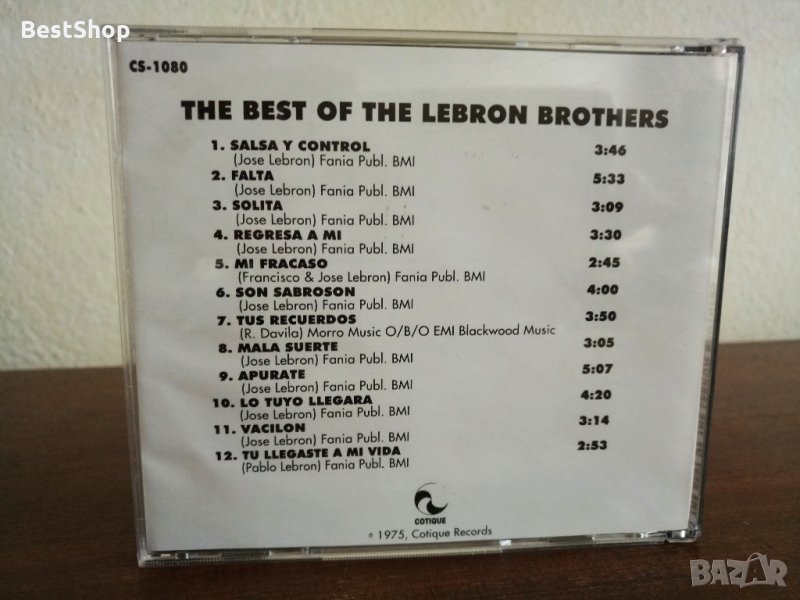 BestShop
CS-1080
THE BEST OF THE LEBRON BROTHERS
1. SALSA Y CONTROL 3:46
(Jose Lebron) Fania Publ. BMI
2. FALTA 5:33
(Jose Lebron) Fania Publ. BMI
3. SOLITA 3:09
(Jose Lebron) Fania Publ. BMI
4. REGRESA A MI 3:30
(Jose Lebron) Fania Publ. BMI
5. MI FRACASO 2:45
(Francisco & Jose Lebron) Fania Publ. BMI
6. SON SABROSON 4:00
(Jose Lebron) Fania Publ. BMI
7. TUS RECUERDOS 3:50
(R. Davila) Morro Music O/B/O EMI Blackwood Music
8. MALA SUERTE 3:05
(Jose Lebron) Fania Publ. BMI
9. APURATE 5:07
(Jose Lebron) Fania Publ. BMI
10. LO TUYO LLEGARA 4:20
(Jose Lebron) Fania Publ. BMI
11. VACILON 3:14
(Jose Lebron) Fania Publ. BMI
12. TU LLEGASTE A MI VIDA 2:53
(Pablo Lebron) Fania Publ. BMI
COTIQUE
℗ 1975, Cotique Records
BAZAR